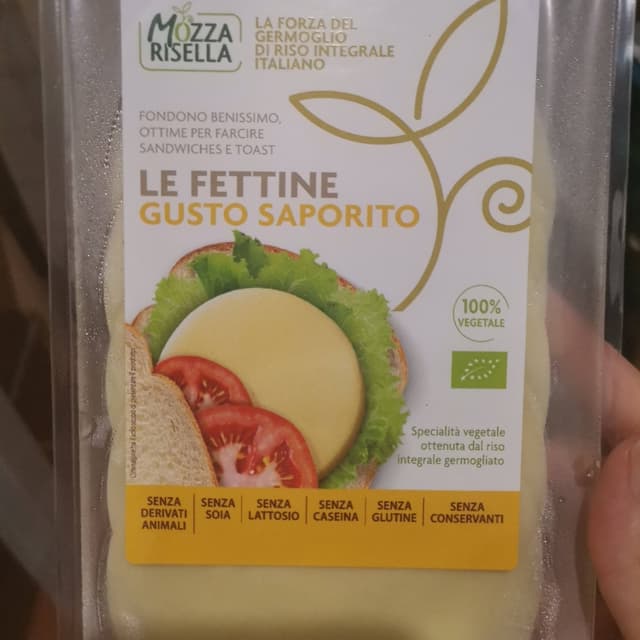 MOZZA
RISELLA
LA FORZA DEL
GERMOGLIO
DI RISO INTEGRALE
ITALIANO
FONDONO BENISSIMO,
OTTIME PER FARCIRE
SANDWICHES E TOAST
LE FETTINE
GUSTO SAPORITO
100%
VEGETALE
Specialità vegetale
ottenuta dal riso
integrale germogliato
SENZA
DERIVATI
ANIMALI
SENZA
SOIA
SENZA
LATTOSIO
SENZA
CASEINA
SENZA
GLUTINE
SENZA
CONSERVANTI